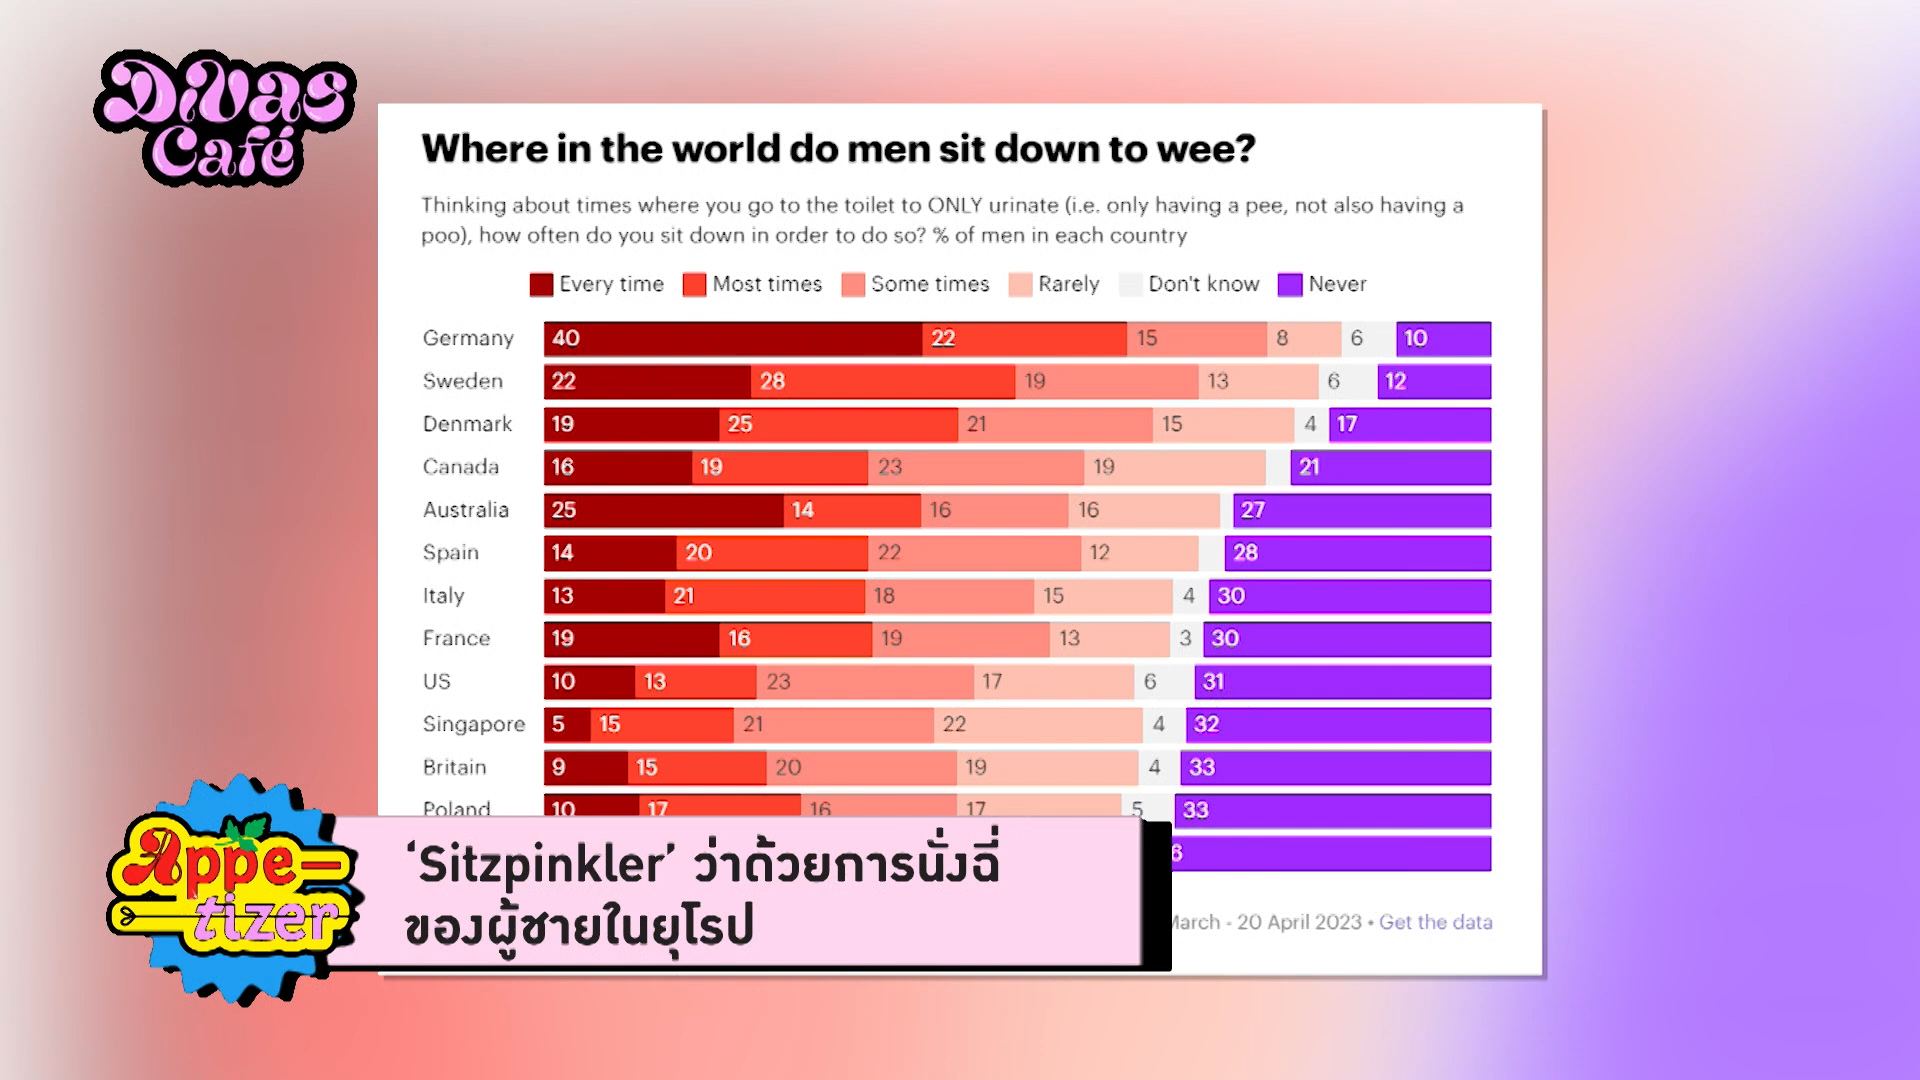 DiVas
Café
Where in the world do men sit down to wee?
Thinking about times where you go to the toilet to ONLY urinate (i.e. only having a pee, not also having a
poo), how often do you sit down in order to do so? % of men in each country
Every time Most times Some times Rarely Don't know Never
Germany 40 22 15 8 6 10
Sweden 22 28 19 13 6 12
Denmark 19 25 21 15 4 17
Canada 16 19 23 19 21
Australia 25 14 16 16 27
Spain 14 20 22 12 28
Italy 13 21 18 15 4 30
France 19 16 19 13 3 30
US 10 13 23 17 6 31
Singapore 5 15 21 22 4 32
Britain 9 15 20 19 4 33
Poland 10 17 16 17 5 33
Appe-
tizer
‘Sitzpinkler’ ว่าด้วยการนั่งฉี่
ของผู้ชายในยุโรป
March - 20 April 2023 • Get the data